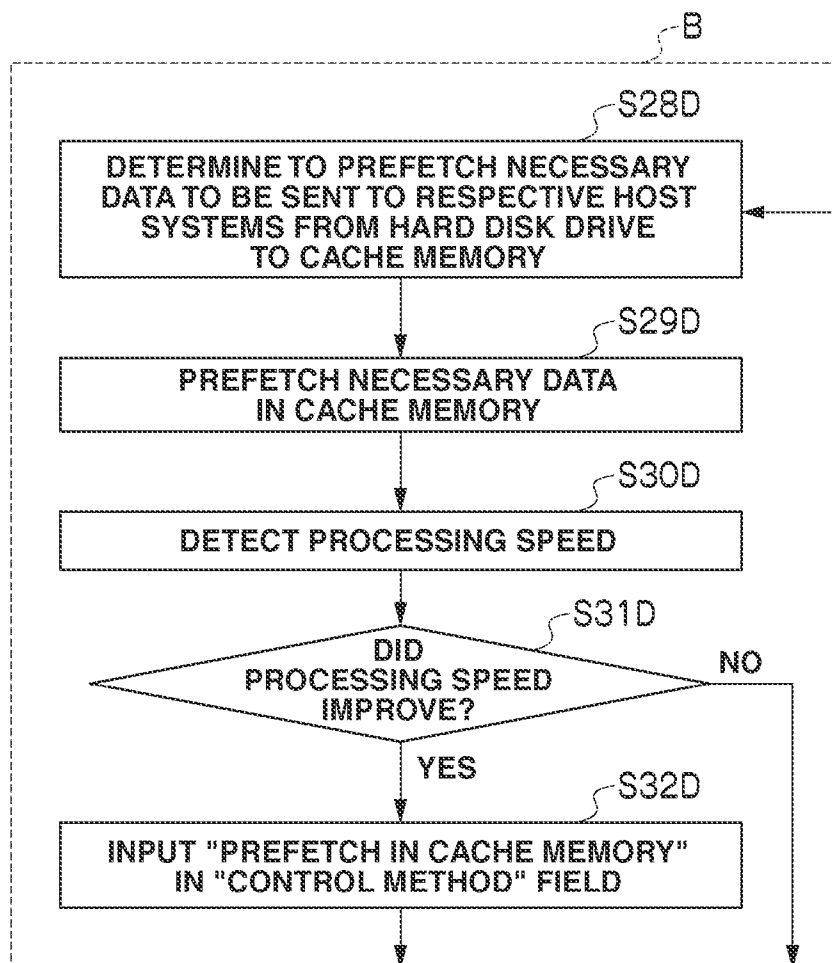 B
S28D
DETERMINE TO PREFETCH NECESSARY
DATA TO BE SENT TO RESPECTIVE HOST
SYSTEMS FROM HARD DISK DRIVE
TO CACHE MEMORY
S29D
PREFETCH NECESSARY DATA
IN CACHE MEMORY
S30D
DETECT PROCESSING SPEED
S31D
DID
PROCESSING SPEED
IMPROVE?
NO
YES
S32D
INPUT "PREFETCH IN CACHE MEMORY"
IN "CONTROL METHOD" FIELD